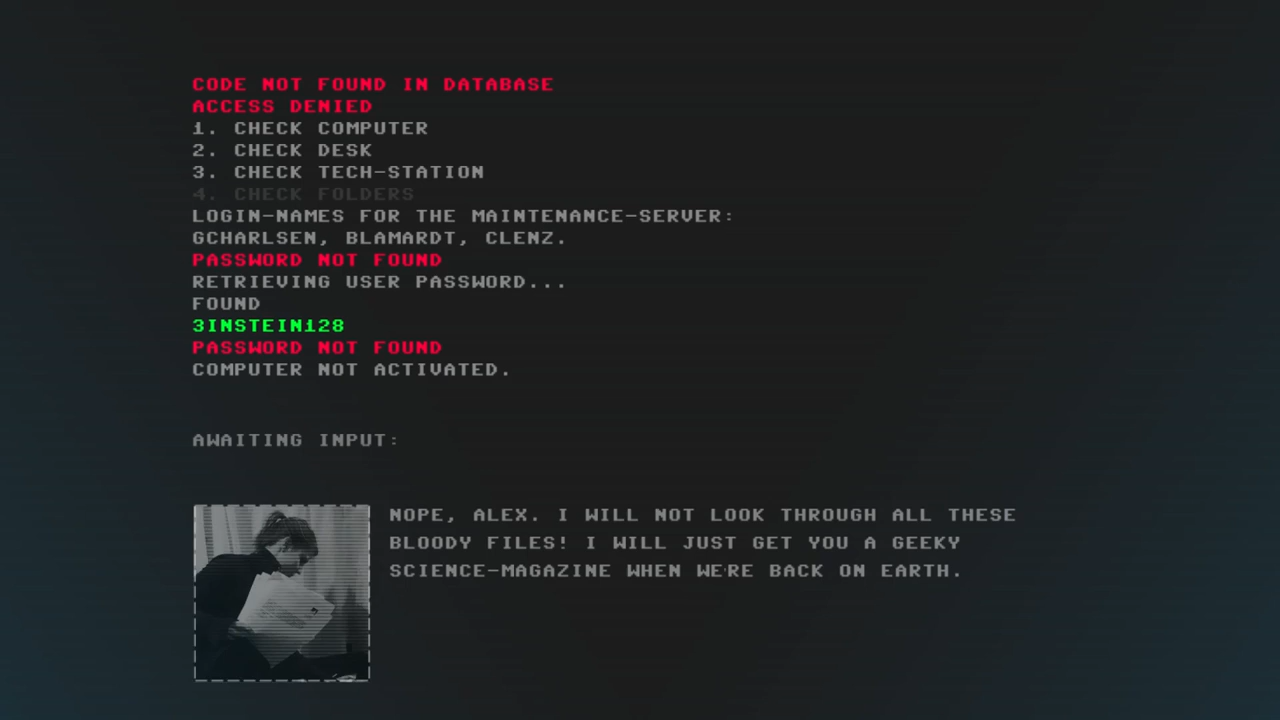 CODE NOT FOUND IN DATABASE
ACCESS DENIED
1. CHECK COMPUTER
2. CHECK DESK
3. CHECK TECH-STATION
4. CHECK FOLDERS
LOGIN-NAMES FOR THE MAINTENANCE-SERVER:
GCHARLSEN, BLAMARDT, CLENZ.
PASSWORD NOT FOUND
RETRIEVING USER PASSWORD...
FOUND
3INSTEIN128
PASSWORD NOT FOUND
COMPUTER NOT ACTIVATED.
AWAITING INPUT:
NOPE, ALEX. I WILL NOT LOOK THROUGH ALL THESE
BLOODY FILES! I WILL JUST GET YOU A GEEKY
SCIENCE-MAGAZINE WHEN WE'RE BACK ON EARTH.